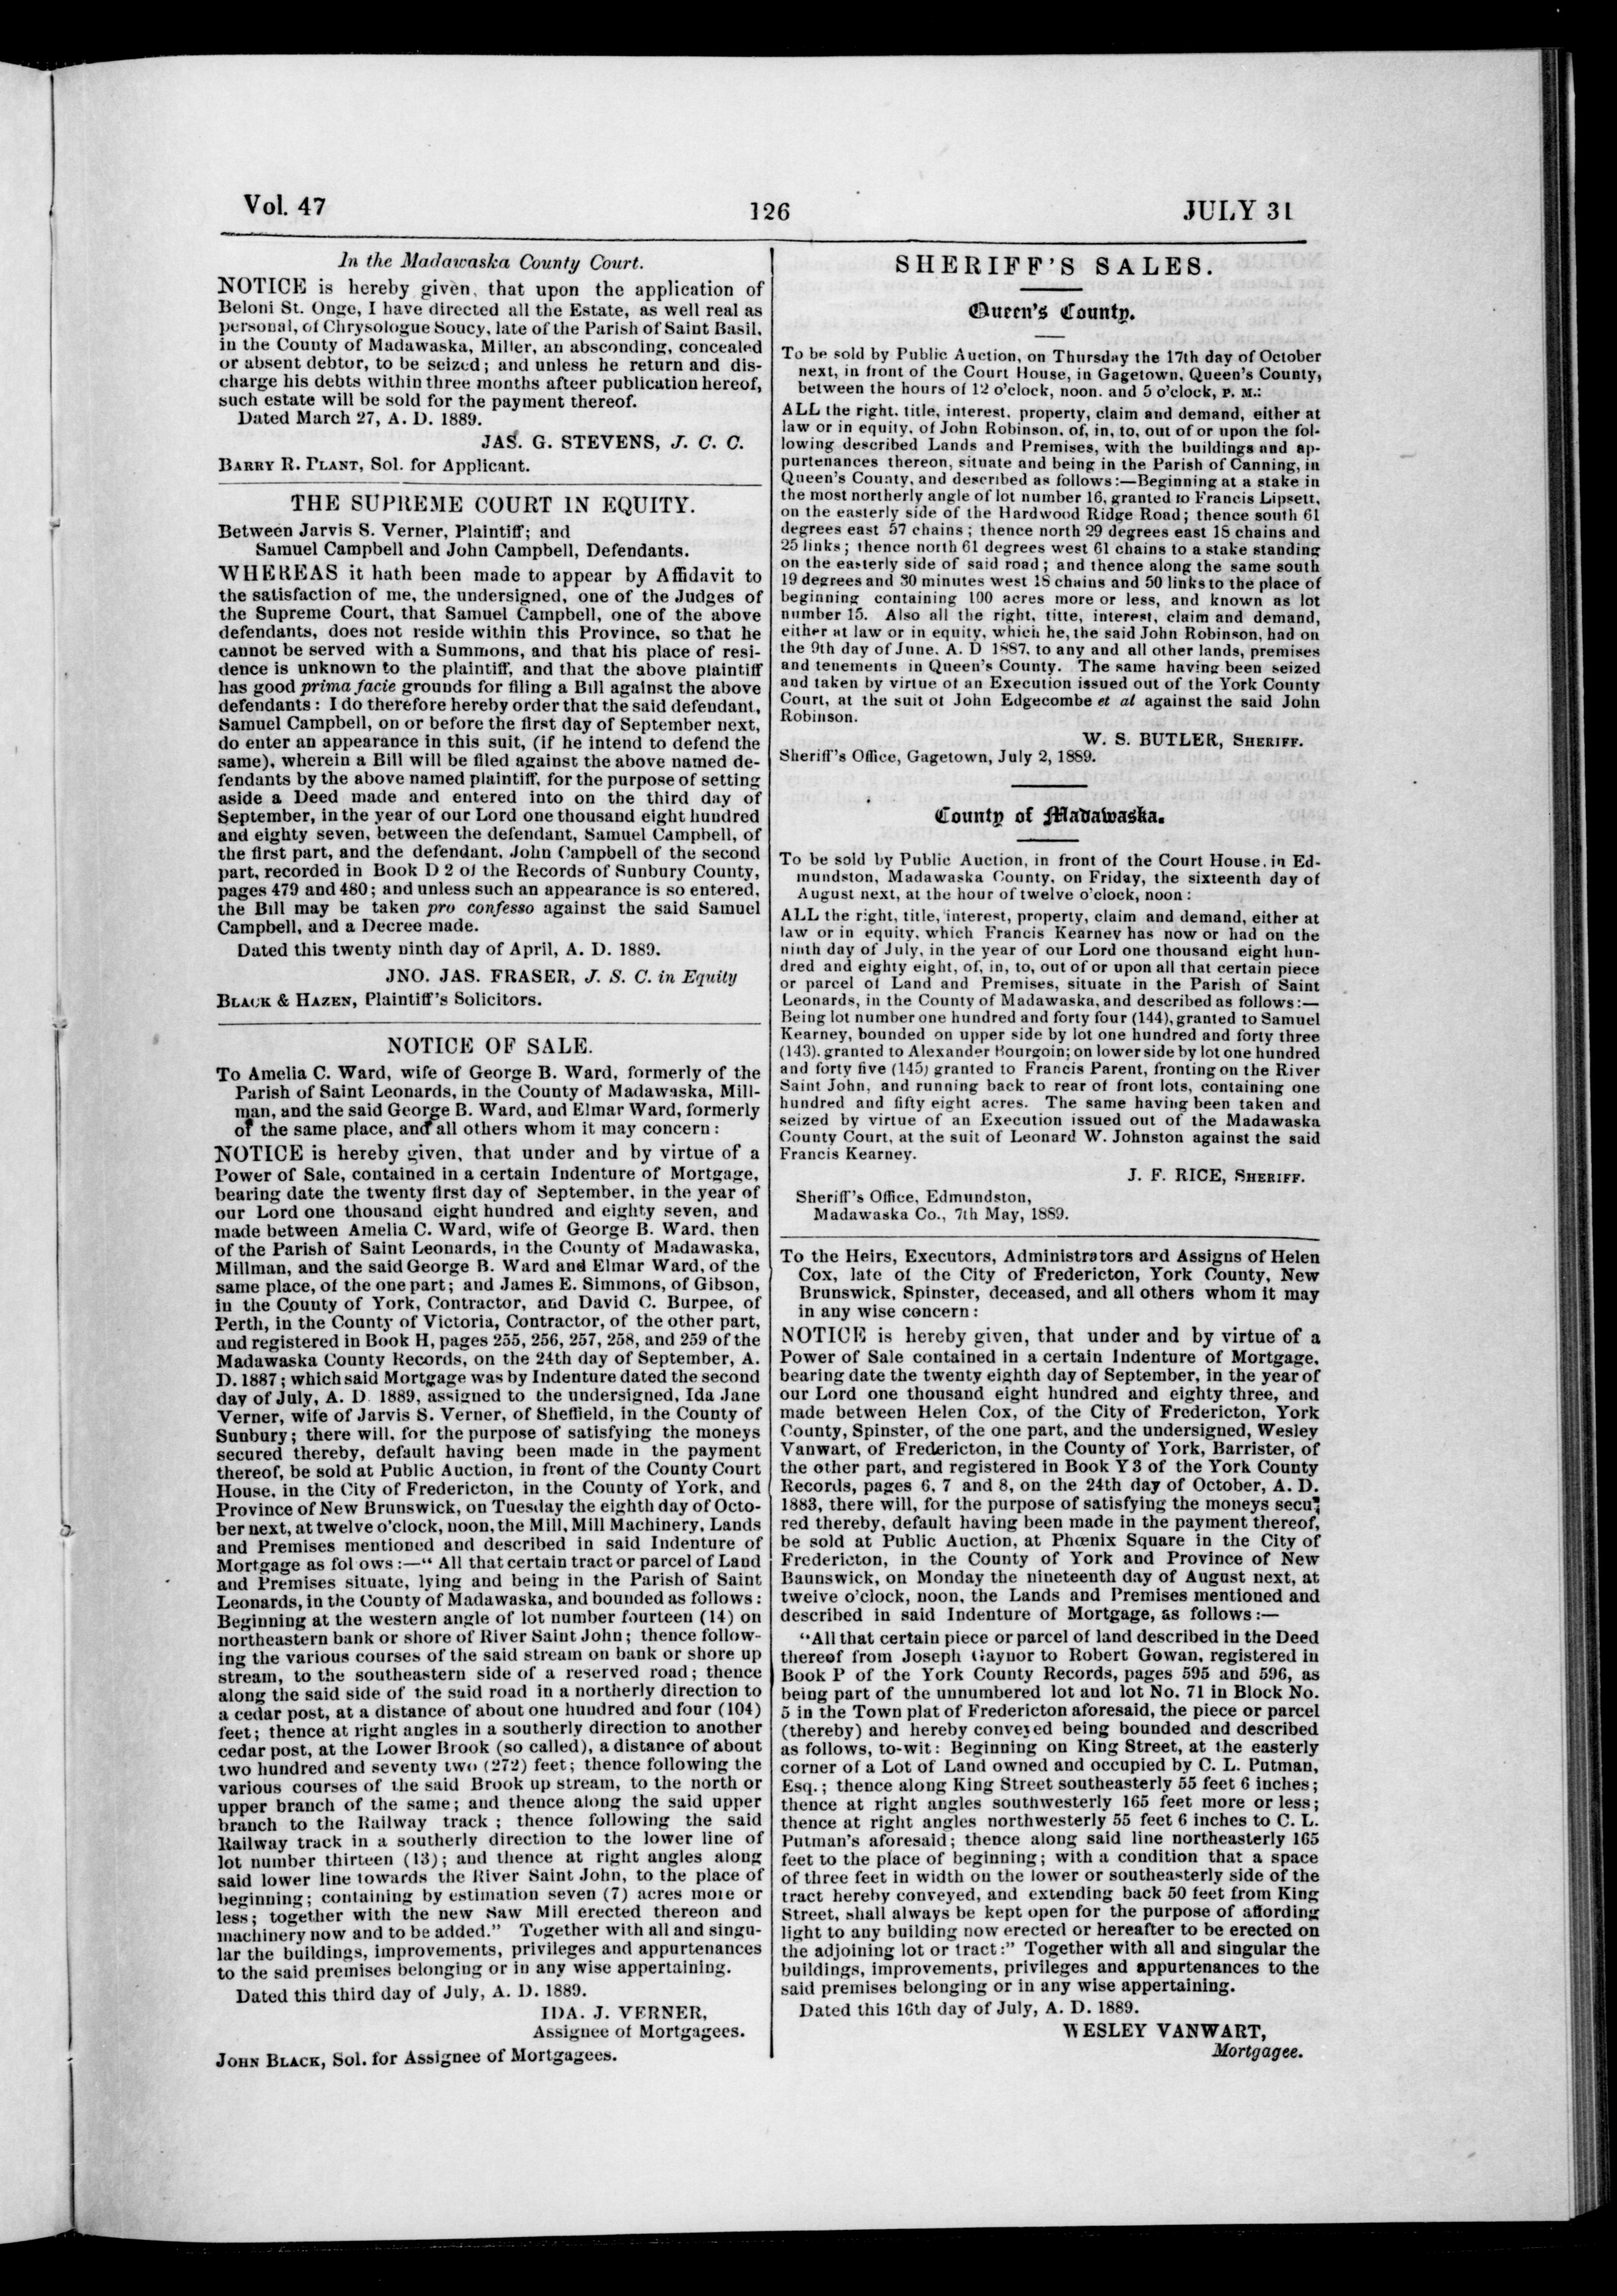 Vol. 47
126
JULY 31
In the Madawaska County Court.
NOTICE is hereby given, that upon the application of
Beloni St. Onge, I have directed all the Estate, as well real as
personal, of Chrysologue Soucy, late of the Parish of Saint Basil,
in the County of Madawaska, Miller, an absconding, concealed
or absent debtor, to be seized; and unless he return and dis-
charge his debts within three months afteer publication hereof,
such estate will be sold for the payment thereof.
Dated March 27, A. D. 1889.
JAS. G. STEVENS, J. C. C.
BARRY R. PLANT, Sol. for Applicant.
THE SUPREME COURT IN EQUITY.
Between Jarvis S. Verner, Plaintiff; and
Samuel Campbell and John Campbell, Defendants.
WHEREAS it hath been made to appear by Affidavit to
the satisfaction of me, the undersigned, one of the Judges of
the Supreme Court, that Samuel Campbell, one of the above
defendants, does not reside within this Province, so that he
cannot be served with a Summons, and that his place of resi-
dence is unknown to the plaintiff, and that the above plaintiff
has good prima facie grounds for filing a Bill against the above
defendants: I do therefore hereby order that the said defendant,
Samuel Campbell, on or before the first day of September next,
do enter an appearance in this suit, (if he intend to defend the
same), wherein a Bill will be filed against the above named de-
fendants by the above named plaintiff, for the purpose of setting
aside a Deed made and entered into on the third day of
September, in the year of our Lord one thousand eight hundred
and eighty seven, between the defendant, Samuel Campbell, of
the first part, and the defendant, John Campbell of the second
part, recorded in Book D 2 of the Records of Sunbury County,
pages 479 and 480; and unless such an appearance is so entered,
the Bill may be taken pro confesso against the said Samuel
Campbell, and a Decree made.
Dated this twenty ninth day of April, A. D. 1889.
JNO. JAS. FRASER, J. S. C. in Equity
BLACK & HAZEN, Plaintiff's Solicitors.
NOTICE OF SALE.
To Amelia C. Ward, wife of George B. Ward, formerly of the
Parish of Saint Leonards, in the County of Madawaska, Mill-
man, and the said George B. Ward, and Elmar Ward, formerly
of the same place, and all others whom it may concern:
NOTICE is hereby given, that under and by virtue of a
Power of Sale, contained in a certain Indenture of Mortgage,
bearing date the twenty first day of September, in the year of
our Lord one thousand eight hundred and eighty seven, and
made between Amelia C. Ward, wife of George B. Ward, then
of the Parish of Saint Leonards, in the County of Madawaska,
Millman, and the said George B. Ward and Elmar Ward, of the
same place, of the one part; and James E. Simmons, of Gibson,
in the County of York, Contractor, and David C. Burpee, of
Perth, in the County of Victoria, Contractor, of the other part,
and registered in Book H, pages 255, 256, 257, 258, and 259 of the
Madawaska County Records, on the 24th day of September, A.
D. 1887; which said Mortgage was by Indenture dated the second
day of July, A. D. 1889, assigned to the undersigned, Ida Jane
Verner, wife of Jarvis S. Verner, of Sheffield, in the County of
Sunbury; there will, for the purpose of satisfying the moneys
secured thereby, default having been made in the payment
thereof, be sold at Public Auction, in front of the County Court
House, in the City of Fredericton, in the County of York, and
Province of New Brunswick, on Tuesday the eighth day of Octo-
ber next, at twelve o'clock, noon, the Mill, Mill Machinery, Lands
and Premises mentioned and described in said Indenture of
Mortgage as fol ows:—" All that certain tract or parcel of Land
and Premises situate, lying and being in the Parish of Saint
Leonards, in the County of Madawaska, and bounded as follows:
Beginning at the western angle of lot number fourteen (14) on
northeastern bank or shore of River Saint John; thence follow-
ing the various courses of the said stream on bank or shore up
stream, to the southeastern side of a reserved road; thence
along the said side of the said road in a northerly direction to
a cedar post, at a distance of about one hundred and four (104)
feet; thence at right angles in a southerly direction to another
cedar post, at the Lower Brook (so called), a distance of about
two hundred and seventy two (272) feet; thence following the
various courses of the said Brook up stream, to the north or
upper branch of the same; and thence along the said upper
branch to the Railway track; thence following the said
Railway track in a southerly direction to the lower line of
lot number thirteen (13); and thence at right angles along
said lower line towards the River Saint John, to the place of
beginning; containing by estimation seven (7) acres more or
less; together with the new Saw Mill erected thereon and
machinery now and to be added." Together with all and singu-
lar the buildings, improvements, privileges and appurtenances
to the said premises belonging or in any wise appertaining.
Dated this third day of July, A. D. 1889.
IDA. J. VERNER,
Assignee of Mortgagees.
JOHN BLACK, Sol. for Assignee of Mortgagees.
SHERIFF'S SALES.
Queen's County.
To be sold by Public Auction, on Thursday the 17th day of October
next, in front of the Court House, in Gagetown, Queen's County,
between the hours of 12 o'clock, noon. and 5 o'clock, P. M.:
ALL the right. title, interest, property, claim and demand, either at
law or in equity, of John Robinson, of, in, to, out of or upon the fol-
lowing described Lands and Premises, with the buildings and ap-
purtenances thereon, situate and being in the Parish of Canning, in
Queen's County, and described as follows:—Beginning at a stake in
the most northerly angle of lot number 16, granted to Francis Lipsett,
on the easterly side of the Hardwood Ridge Road; thence south 61
degrees east 57 chains; thence north 29 degrees east 18 chains and
25 links; thence north 61 degrees west 61 chains to a stake standing
on the easterly side of said road; and thence along the same south
19 degrees and 30 minutes west 18 chains and 50 links to the place of
beginning containing 100 acres more or less, and known as lot
number 15. Also all the right, titte, interest, claim and demand,
either at law or in equity, which he, the said John Robinson, had on
the 9th day of June, A. D 1887, to any and all other lands, premises
and tenements in Queen's County. The same having been seized
and taken by virtue of an Execution issued out of the York County
Court, at the suit of John Edgecombe et al against the said John
Robinson.
W. S. BUTLER, SHERIFF.
Sheriff's Office, Gagetown, July 2, 1889.
County of Madawaska.
To be sold by Public Auction, in front of the Court House, in Ed-
mundston, Madawaska County, on Friday, the sixteenth day of
August next, at the hour of twelve o'clock, noon:
ALL the right, title, interest, property, claim and demand, either at
law or in equity, which Francis Kearney has now or had on the
ninth day of July, in the year of our Lord one thousand eight hun-
dred and eighty eight, of, in, to, out of or upon all that certain piece
or parcel of Land and Premises, situate in the Parish of Saint
Leonards, in the County of Madawaska, and described as follows:—
Being lot number one hundred and forty four (144), granted to Samuel
Kearney, bounded on upper side by lot one hundred and forty three
(143). granted to Alexander Bourgoin; on lower side by lot one hundred
and forty five (145) granted to Francis Parent, fronting on the River
Saint John, and running back to rear of front lots, containing one
hundred and fifty eight acres. The same having been taken and
seized by virtue of an Execution issued out of the Madawaska
County Court, at the suit of Leonard W. Johnston against the said
Francis Kearney.
J. F. RICE, SHERIFF.
Sheriff's Office, Edmundston,
Madawaska Co., 7th May, 1889.
To the Heirs, Executors, Administrators and Assigns of Helen
Cox, late of the City of Fredericton, York County, New
Brunswick, Spinster, deceased, and all others whom it may
in any wise concern:
NOTICE is hereby given, that under and by virtue of a
Power of Sale contained in a certain Indenture of Mortgage,
bearing date the twenty eighth day of September, in the year of
our Lord one thousand eight hundred and eighty three, and
made between Helen Cox, of the City of Fredericton, York
County, Spinster, of the one part, and the undersigned, Wesley
Vanwart, of Fredericton, in the County of York, Barrister, of
the other part, and registered in Book Y 3 of the York County
Records, pages 6, 7 and 8, on the 24th day of October, A. D.
1883, there will, for the purpose of satisfying the moneys secu-
red thereby, default having been made in the payment thereof,
be sold at Public Auction, at Phœnix Square in the City of
Fredericton, in the County of York and Province of New
Baunswick, on Monday the nineteenth day of August next, at
twelve o'clock, noon, the Lands and Premises mentioned and
described in said Indenture of Mortgage, as follows:—
"All that certain piece or parcel of land described in the Deed
thereof from Joseph Gaynor to Robert Gowan, registered in
Book P of the York County Records, pages 595 and 596, as
being part of the unnumbered lot and lot No. 71 in Block No.
5 in the Town plat of Fredericton aforesaid, the piece or parcel
(thereby) and hereby conveyed being bounded and described
as follows, to-wit: Beginning on King Street, at the easterly
corner of a Lot of Land owned and occupied by C. L. Putman,
Esq.; thence along King Street southeasterly 55 feet 6 inches;
thence at right angles southwesterly 165 feet more or less;
thence at right angles northwesterly 55 feet 6 inches to C. L.
Putman's aforesaid; thence along said line northeasterly 165
feet to the place of beginning; with a condition that a space
of three feet in width on the lower or southeasterly side of the
tract hereby conveyed, and extending back 50 feet from King
Street, shall always be kept open for the purpose of affording
light to any building now erected or hereafter to be erected on
the adjoining lot or tract:" Together with all and singular the
buildings, improvements, privileges and appurtenances to the
said premises belonging or in any wise appertaining.
Dated this 16th day of July, A. D. 1889.
WESLEY VANWART,
Mortgagee.